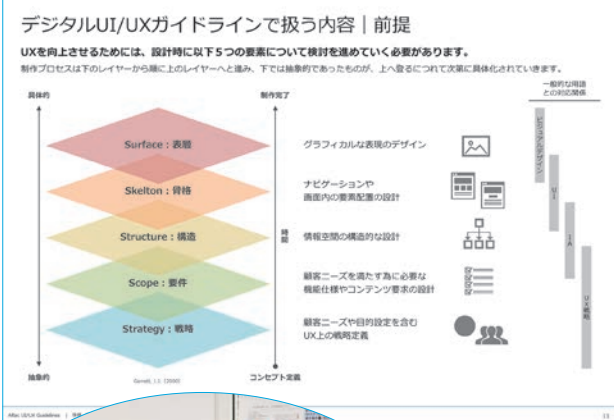 デジタルUI/UXガイドラインで扱う内容｜前提
UXを向上させるためには、設計時に以下５つの要素について検討を進めていく必要があります。
制作プロセスは下のレイヤーから順に上のレイヤーへと進み、下では抽象的であったものが、上へ登るにつれて次第に具体化されていきます。
一般的な用語
との対応関係
具体的
制作完了
Surface：表層
グラフィカルな表現のデザイン
ビジュアルデザイン
Skelton：骨格
ナビゲーションや
画面内の要素配置の設計
UI
Structure：構造
時間
情報空間の構造的な設計
IA
Scope：要件
顧客ニーズを満たす為に必要な
機能仕様やコンテンツ要求の設計
Strategy：戦略
顧客ニーズや目的設定を含む
UX上の戦略定義
UX戦略
抽象的
Garrett, J.J. (2000)
コンセプト定義
UI/UX Guidelines